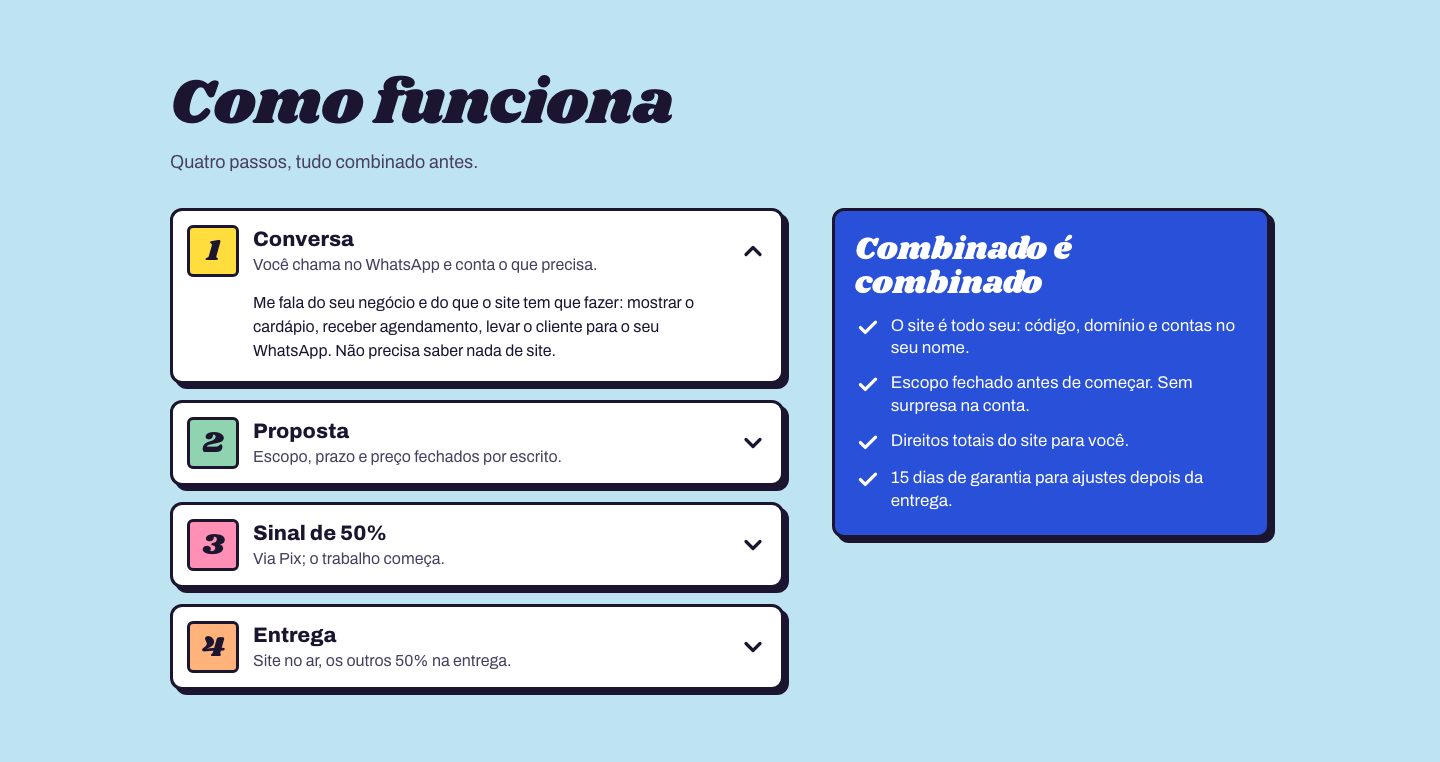 Como funciona
Quatro passos, tudo combinado antes.
1
Conversa
Você chama no WhatsApp e conta o que precisa.
Me fala do seu negócio e do que o site tem que fazer: mostrar o
cardápio, receber agendamento, levar o cliente para o seu
WhatsApp. Não precisa saber nada de site.
2
Proposta
Escopo, prazo e preço fechados por escrito.
3
Sinal de 50%
Via Pix; o trabalho começa.
4
Entrega
Site no ar, os outros 50% na entrega.
Combinado é
combinado
O site é todo seu: código, domínio e contas no
seu nome.
Escopo fechado antes de começar. Sem
surpresa na conta.
Direitos totais do site para você.
15 dias de garantia para ajustes depois da
entrega.